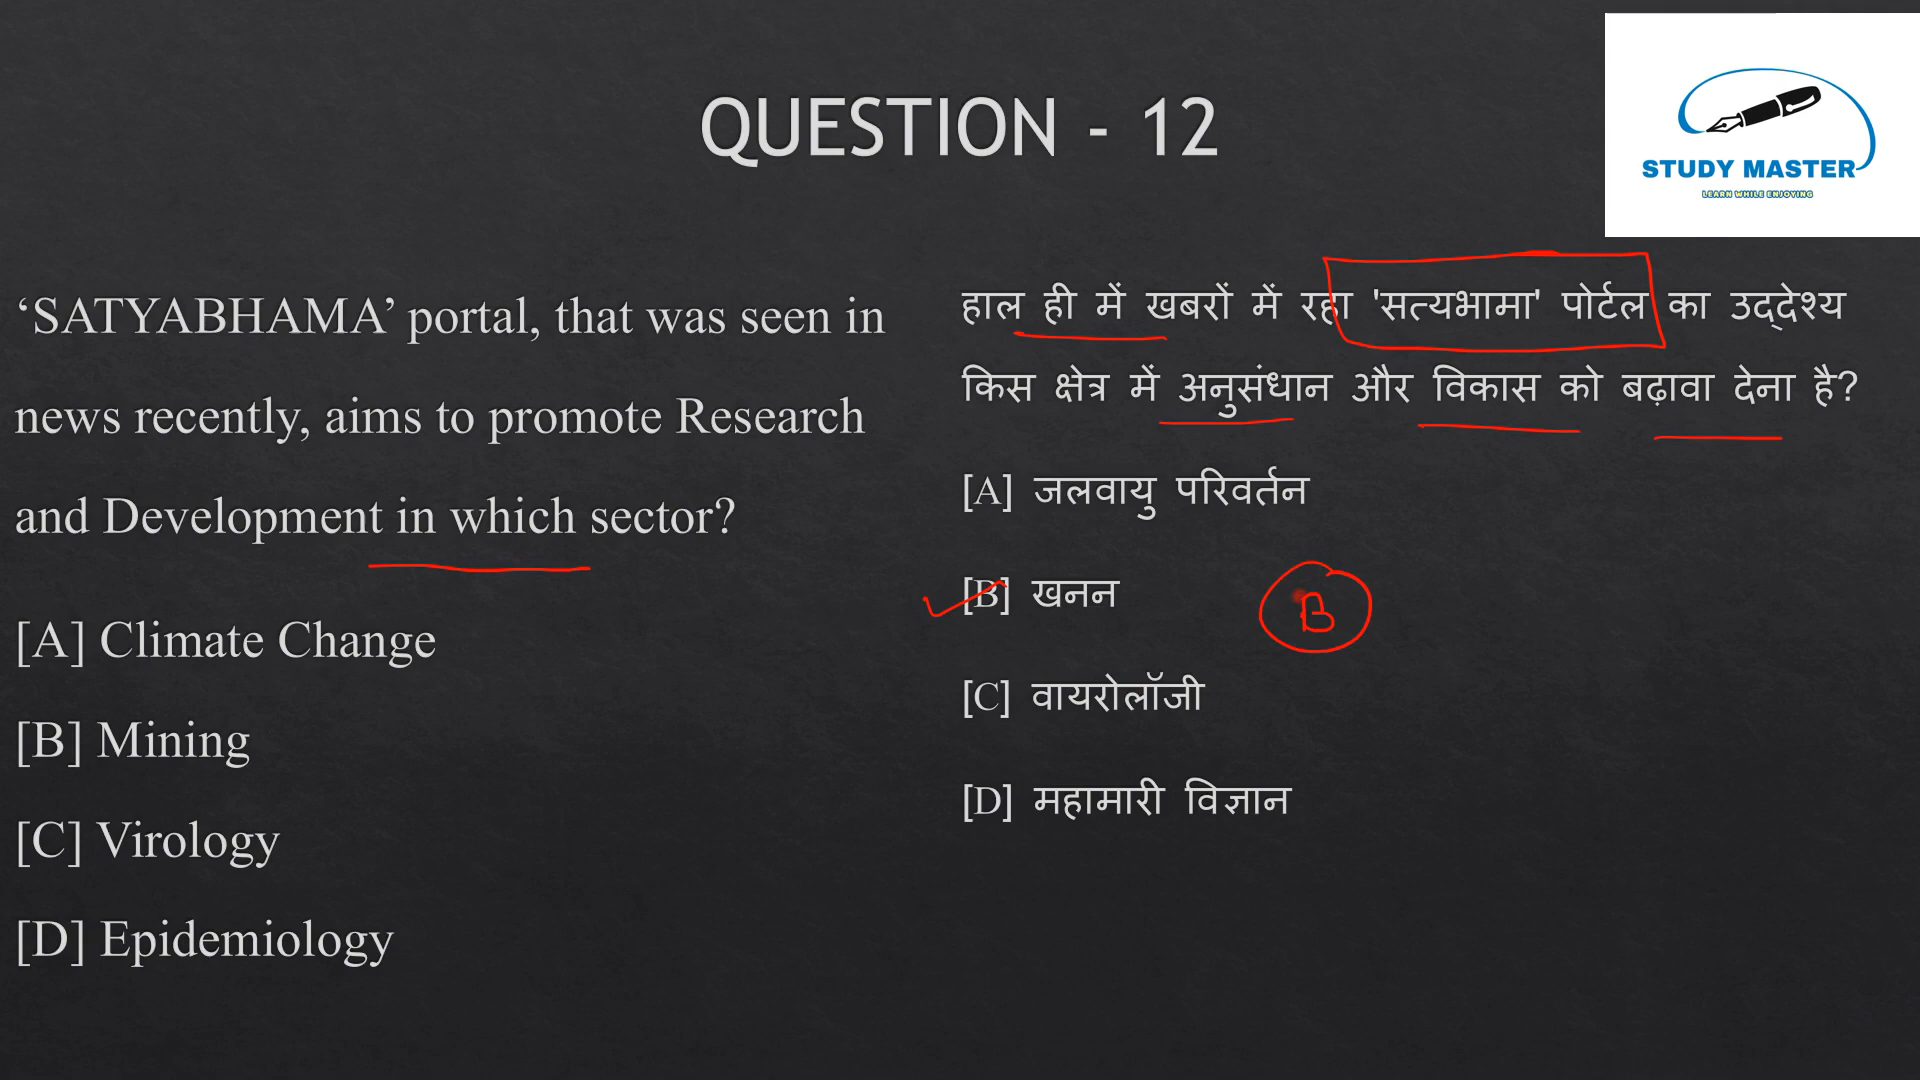 QUESTION - 12
STUDY MASTER
LEARN WHILE ENJOYING
‘SATYABHAMA’ portal, that was seen in
news recently, aims to promote Research
and Development in which sector?
[A] Climate Change
[B] Mining
[C] Virology
[D] Epidemiology
हाल ही में खबरों में रहा 'सत्यभामा' पोर्टल का उद्देश्य
किस क्षेत्र में अनुसंधान और विकास को बढ़ावा देना है?
[A] जलवायु परिवर्तन
[B] खनन
B
[C] वायरोलॉजी
[D] महामारी विज्ञान